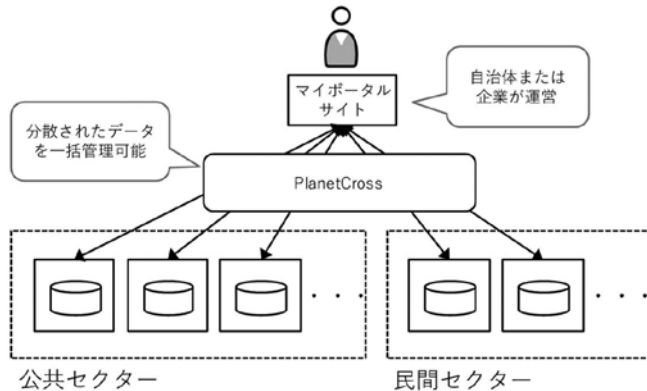 マイポータル
サイト
自治体または
企業が運営
分散されたデータ
を一括管理可能
PlanetCross
・・・
・・・
公共セクター
民間セクター